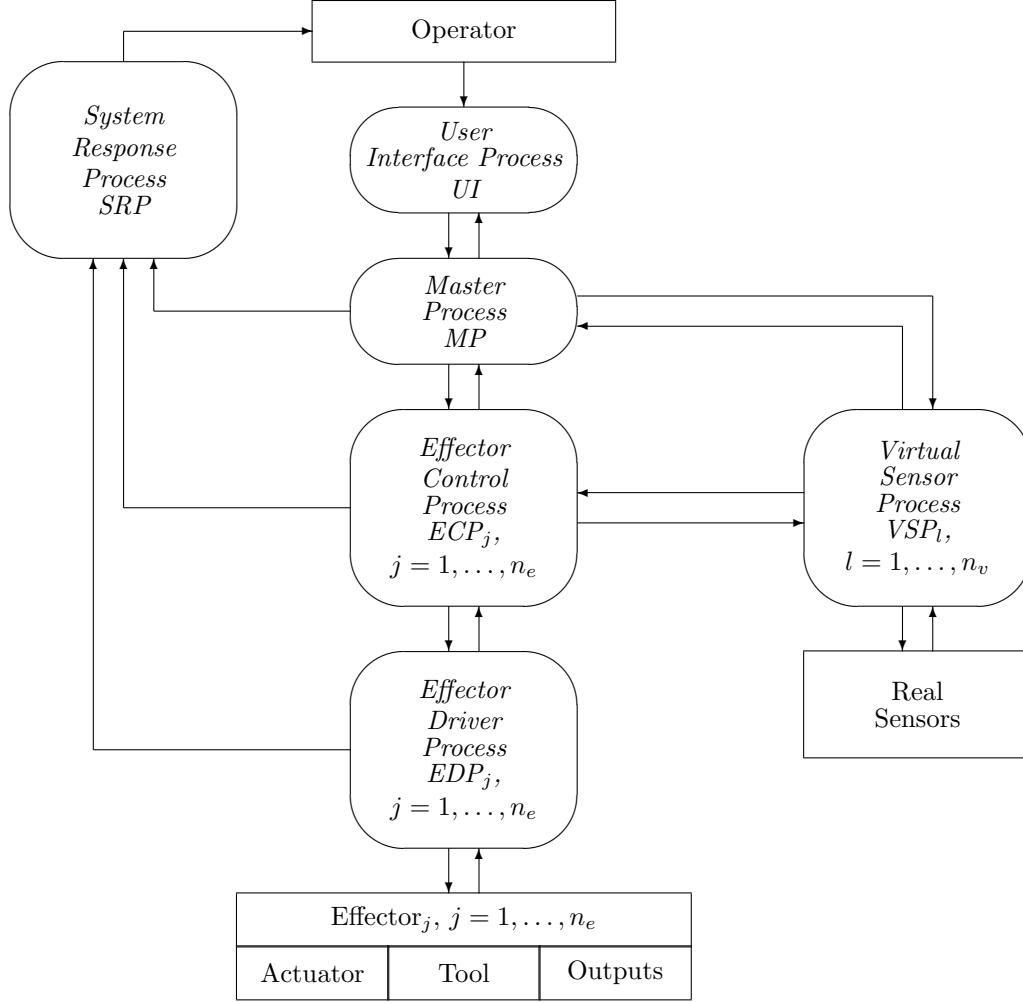 Operator
System
Response
Process
SRP
User
Interface Process
UI
Master
Process
MP
Effector
Control
Process
ECP_j,
j = 1, . . . , n_e
Virtual
Sensor
Process
VSP_l,
l = 1, . . . , n_v
Effector
Driver
Process
EDP_j,
j = 1, . . . , n_e
Real
Sensors
Effector_j, j = 1, . . . , n_e
Actuator
Tool
Outputs